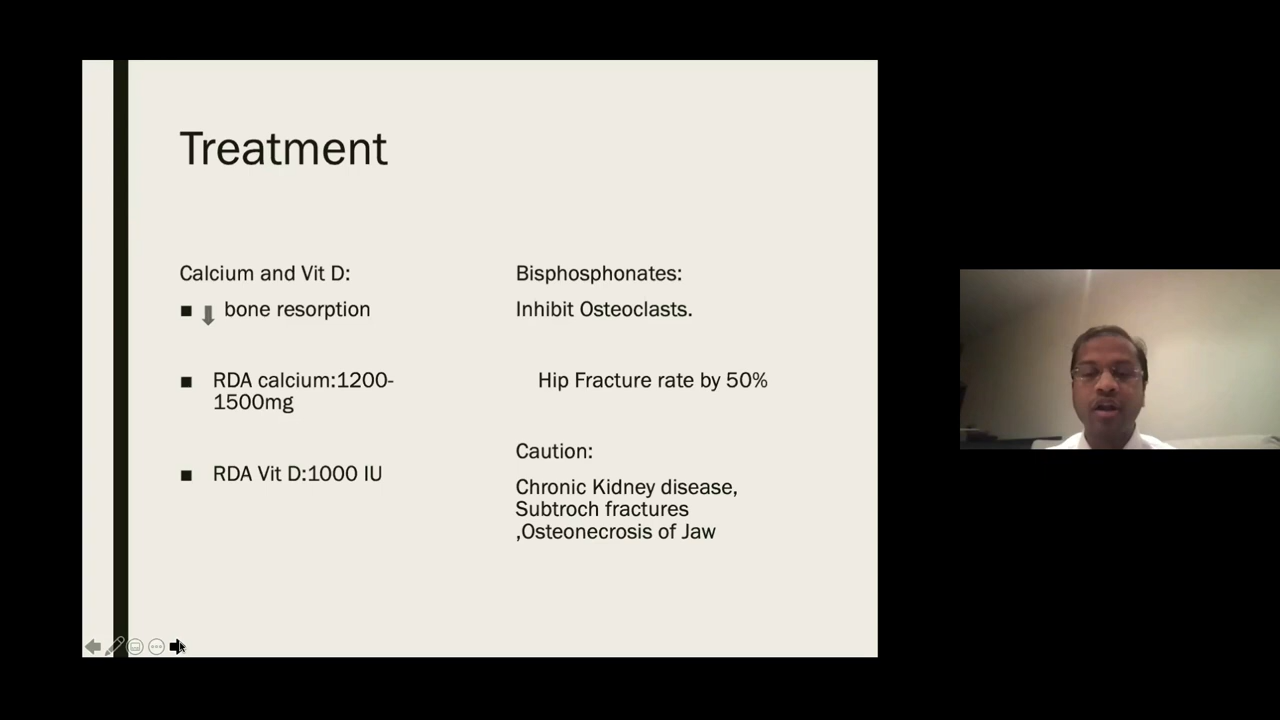 Treatment
Calcium and Vit D:
bone resorption
RDA calcium:1200-
1500mg
RDA Vit D:1000 IU
Bisphosphonates:
Inhibit Osteoclasts.
Hip Fracture rate by 50%
Caution:
Chronic Kidney disease,
Subtroch fractures
,Osteonecrosis of Jaw